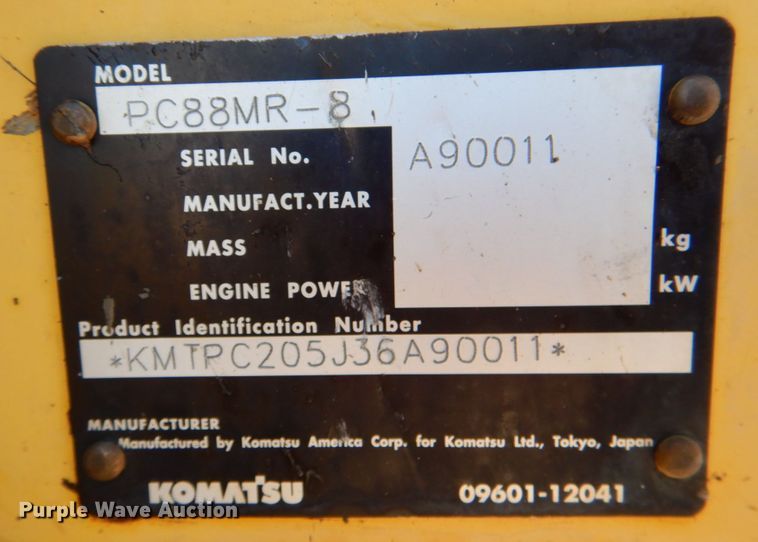 MODEL
PC88MR-8
SERIAL No. A90011
MANUFACT.YEAR
MASS kg
ENGINE POWER kW
Product Identification Number
*KMTPC205J36A90011*
MANUFACTURER
Manufactured by Komatsu America Corp. for Komatsu Ltd., Tokyo, Japan
KOMATSU 09601-12041
Purple Wave Auction